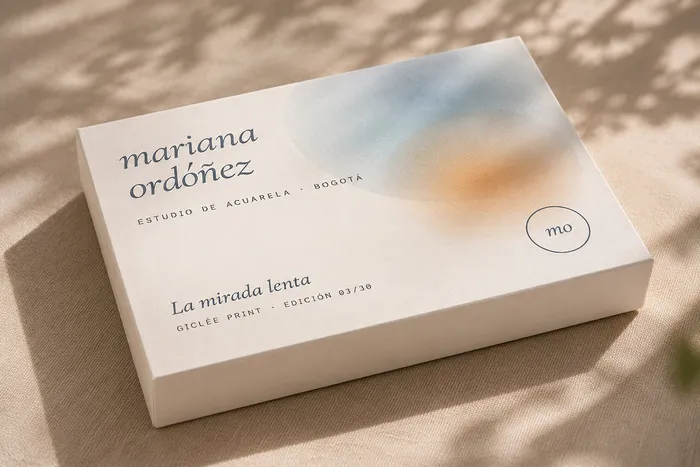 mariana
ordóñez
ESTUDIO DE ACUARELA · BOGOTÁ
mo
La mirada lenta
GICLÉE PRINT · EDICIÓN 03/30